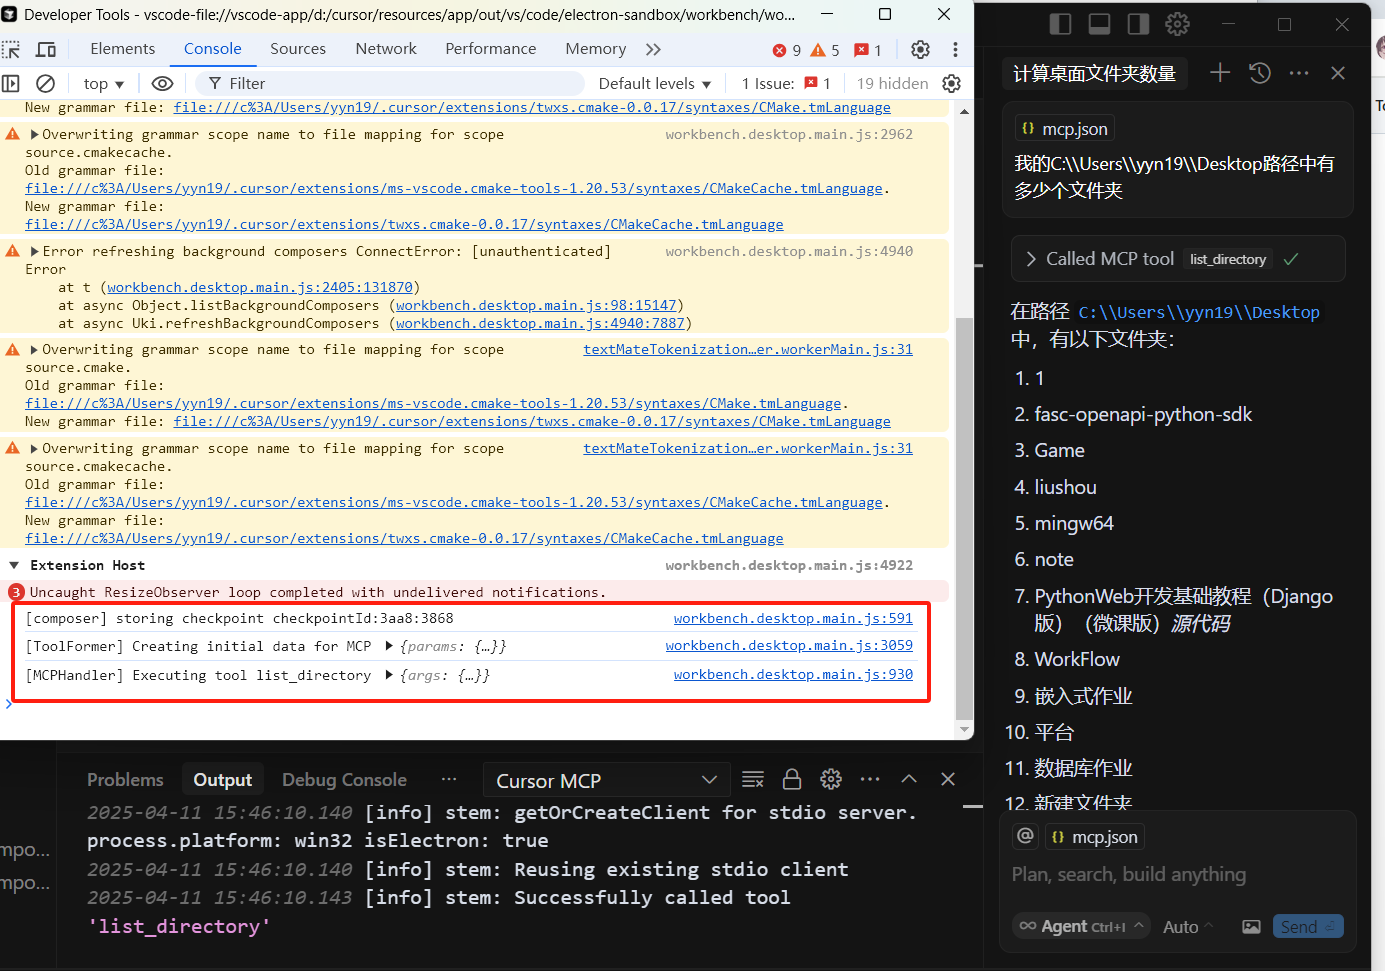 Developer Tools - vscode-file://vscode-app/d:/cursor/resources/app/out/vs/code/electron-sandbox/workbench/wo...
Elements Console Sources Network Performance Memory 9 5 1
top Filter Default levels 1 Issue: 1 19 hidden
New grammar file: file:///c%3A/Users/yyn19/.cursor/extensions/twxs.cmake-0.0.17/syntaxes/CMake.tmLanguage
Overwriting grammar scope name to file mapping for scope workbench.desktop.main.js:2962
source.cmakecache.
Old grammar file:
file:///c%3A/Users/yyn19/.cursor/extensions/ms-vscode.cmake-tools-1.20.53/syntaxes/CMakeCache.tmLanguage.
New grammar file:
file:///c%3A/Users/yyn19/.cursor/extensions/twxs.cmake-0.0.17/syntaxes/CMakeCache.tmLanguage
Error refreshing background composers ConnectError: [unauthenticated] workbench.desktop.main.js:4940
Error
at t (workbench.desktop.main.js:2405:131870)
at async Object.listBackgroundComposers (workbench.desktop.main.js:98:15147)
at async Uki.refreshBackgroundComposers (workbench.desktop.main.js:4940:7887)
Overwriting grammar scope name to file mapping for scope textMateTokenization…er.workerMain.js:31
source.cmake.
Old grammar file:
file:///c%3A/Users/yyn19/.cursor/extensions/ms-vscode.cmake-tools-1.20.53/syntaxes/CMake.tmLanguage.
New grammar file: file:///c%3A/Users/yyn19/.cursor/extensions/twxs.cmake-0.0.17/syntaxes/CMake.tmLanguage
Overwriting grammar scope name to file mapping for scope textMateTokenization…er.workerMain.js:31
source.cmakecache.
Old grammar file:
file:///c%3A/Users/yyn19/.cursor/extensions/ms-vscode.cmake-tools-1.20.53/syntaxes/CMakeCache.tmLanguage.
New grammar file:
file:///c%3A/Users/yyn19/.cursor/extensions/twxs.cmake-0.0.17/syntaxes/CMakeCache.tmLanguage
Extension Host workbench.desktop.main.js:4922
3 Uncaught ResizeObserver loop completed with undelivered notifications.
[composer] storing checkpoint checkpointId:3aa8:3868 workbench.desktop.main.js:591
[ToolFormer] Creating initial data for MCP {params: {…}} workbench.desktop.main.js:3059
[MCPHandler] Executing tool list_directory {args: {…}} workbench.desktop.main.js:930
Problems Output Debug Console ··· Cursor MCP
2025-04-11 15:46:10.140 [info] stem: getOrCreateClient for stdio server.
process.platform: win32 isElectron: true
2025-04-11 15:46:10.140 [info] stem: Reusing existing stdio client
2025-04-11 15:46:10.143 [info] stem: Successfully called tool
'list_directory'
mpo...
mpo...
计算桌面文件夹数量
{} mcp.json
我的C:\\Users\\yyn19\\Desktop路径中有
多少个文件夹
Called MCP tool list_directory
在路径 C:\\Users\\yyn19\\Desktop
中，有以下文件夹：
1. 1
2. fasc-openapi-python-sdk
3. Game
4. liushou
5. mingw64
6. note
7. PythonWeb开发基础教程（Django
版）（微课版）源代码
8. WorkFlow
9. 嵌入式作业
10. 平台
11. 数据库作业
12. 新建文件夹
@ {} mcp.json
Plan, search, build anything
∞ Agent Ctrl+I Auto Send